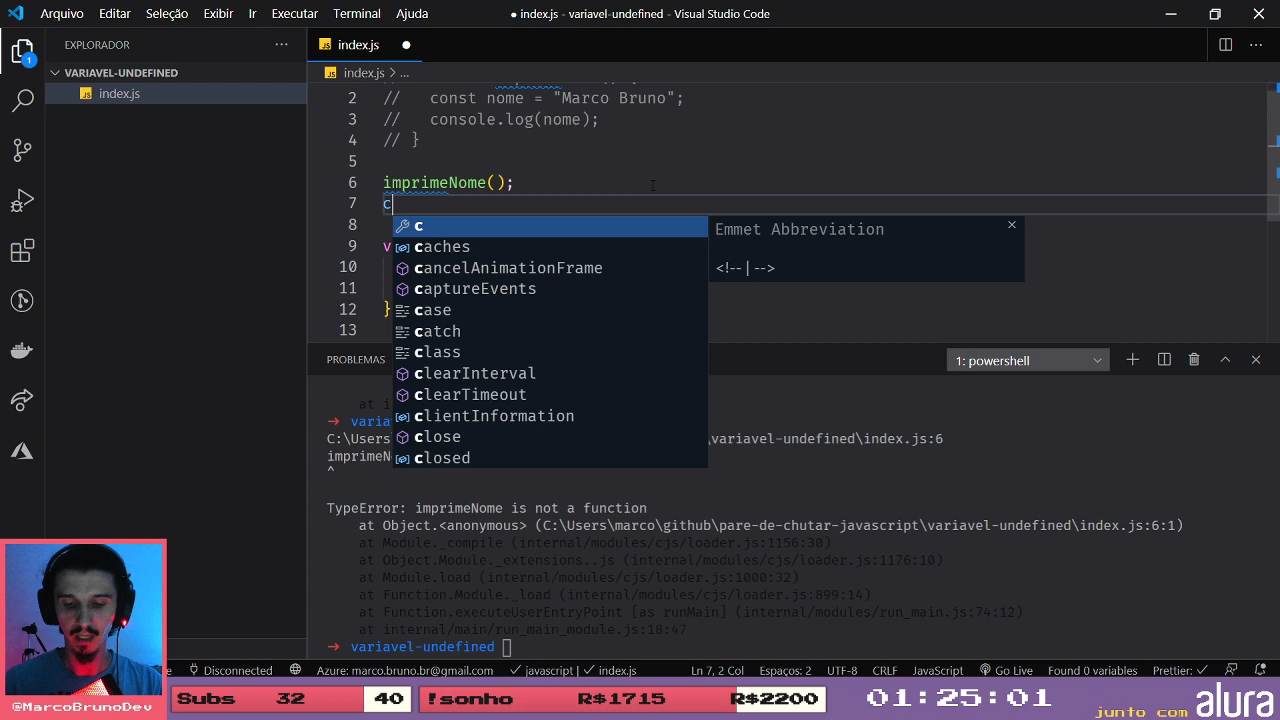 Arquivo Editar Seleção Exibir Ir Executar Terminal Ajuda ● index.js - variavel-undefined - Visual Studio Code
EXPLORADOR
JS index.js
VARIAVEL-UNDEFINED
JS index.js > ...
JS index.js
2 // const nome = "Marco Bruno";
3 // console.log(nome);
4 // }
5
6 imprimeNome();
7 c
8
9 v
10
11
12 }
13
c
caches
cancelAnimationFrame
captureEvents
case
catch
class
clearInterval
clearTimeout
clientInformation
close
closed
Emmet Abbreviation
<!--|-->
1
PROBLEMAS
1: powershell
at i
→ varia
C:\Users
\variavel-undefined\index.js:6
imprimeN
^
TypeError: imprimeNome is not a function
at Object.<anonymous> (C:\Users\marco\github\pare-de-chutar-javascript\variavel-undefined\index.js:6:1)
at Module._compile (internal/modules/cjs/loader.js:1156:30)
at Object.Module._extensions..js (internal/modules/cjs/loader.js:1176:10)
at Module.load (internal/modules/cjs/loader.js:1000:32)
at Function.Module._load (internal/modules/cjs/loader.js:899:14)
at Function.executeUserEntryPoint [as runMain] (internal/modules/run_main.js:74:12)
at internal/main/run_main_module.js:18:47
→ variavel-undefined
Disconnected Azure: marco.bruno.br@gmail.com javascript | index.js Ln 7, Col 2 Espaços: 2 UTF-8 CRLF JavaScript Go Live Found 0 variables Prettier: ✓
@MarcoBrunoDev
Subs 32 40 !sonho R$1715 R$2200 01:25:01 junto com alura